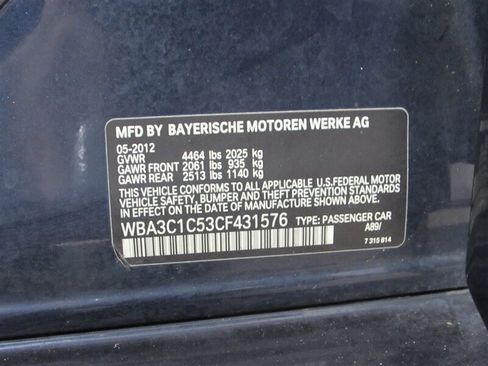 MFD BY BAYERISCHE MOTOREN WERKE AG
05-2012
GVWR 4464 lbs 2025 kg
GAWR FRONT 2061 lbs 935 kg
GAWR REAR 2513 lbs 1140 kg
THIS VEHICLE CONFORMS TO ALL APPLICABLE U.S.FEDERAL MOTOR
VEHICLE SAFETY, BUMPER AND THEFT PREVENTION STANDARDS
IN EFFECT ON THE DATE OF MANUFACTURE SHOWN ABOVE.
WBA3C1C53CF431576 TYPE: PASSENGER CAR
A89/
7 315 814